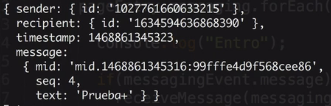 { sender: { id: '1027761660633215' },
recipient: { id: '1634594636868390' },
timestamp: 1468861345323,
message:
{ mid: 'mid.1468861345316:99fffe4d9f568cee86',
seq: 4,
text: 'Prueba+' } }